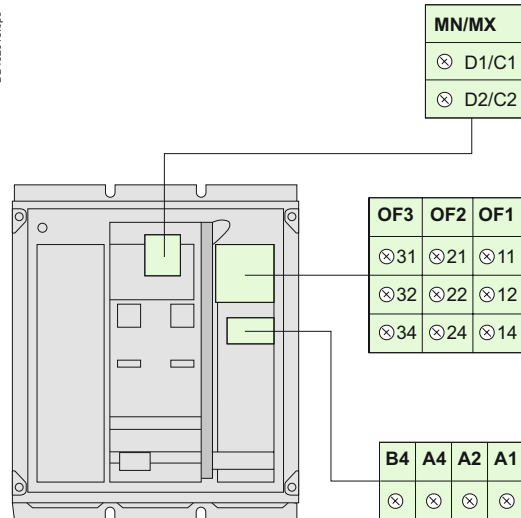 MN/MX
⊗ D1/C1
⊗ D2/C2
OF3 OF2 OF1
⊗31 ⊗21 ⊗11
⊗32 ⊗22 ⊗12
⊗34 ⊗24 ⊗14
B4 A4 A2 A1
⊗ ⊗ ⊗ ⊗